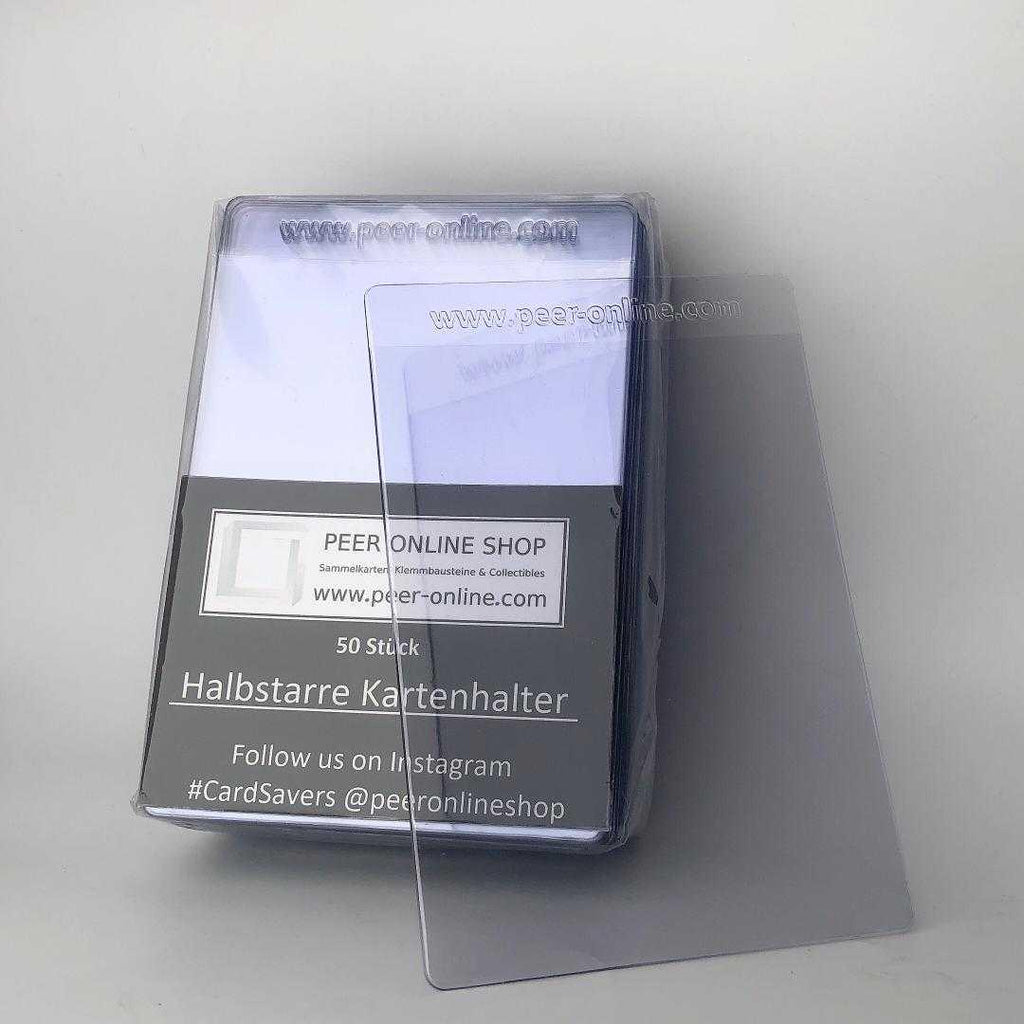 www.peer-online.com
www.peer-online.com
PEER ONLINE SHOP
Sammelkarten Klemmbausteine & Collectibles
www.peer-online.com
50 Stück
Halbstarre Kartenhalter
Follow us on Instagram
#CardSavers @peeronlineshop